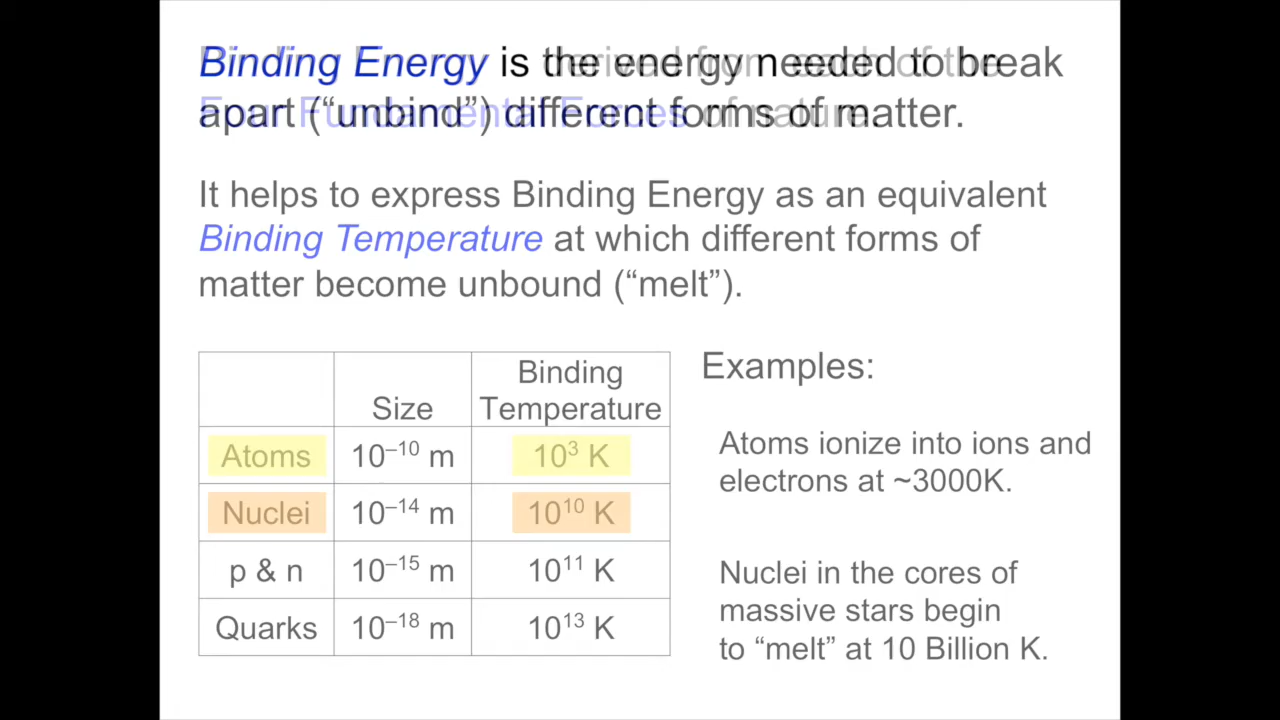 Binding Energy is the energy needed to break
apart (“unbind”) different forms of matter.
It helps to express Binding Energy as an equivalent
Binding Temperature at which different forms of
matter become unbound (“melt”).
Size Binding Temperature
Atoms 10⁻¹⁰ m 10³ K
Nuclei 10⁻¹⁴ m 10¹⁰ K
p & n 10⁻¹⁵ m 10¹¹ K
Quarks 10⁻¹⁸ m 10¹³ K
Examples:
Atoms ionize into ions and
electrons at ~3000K.
Nuclei in the cores of
massive stars begin
to “melt” at 10 Billion K.